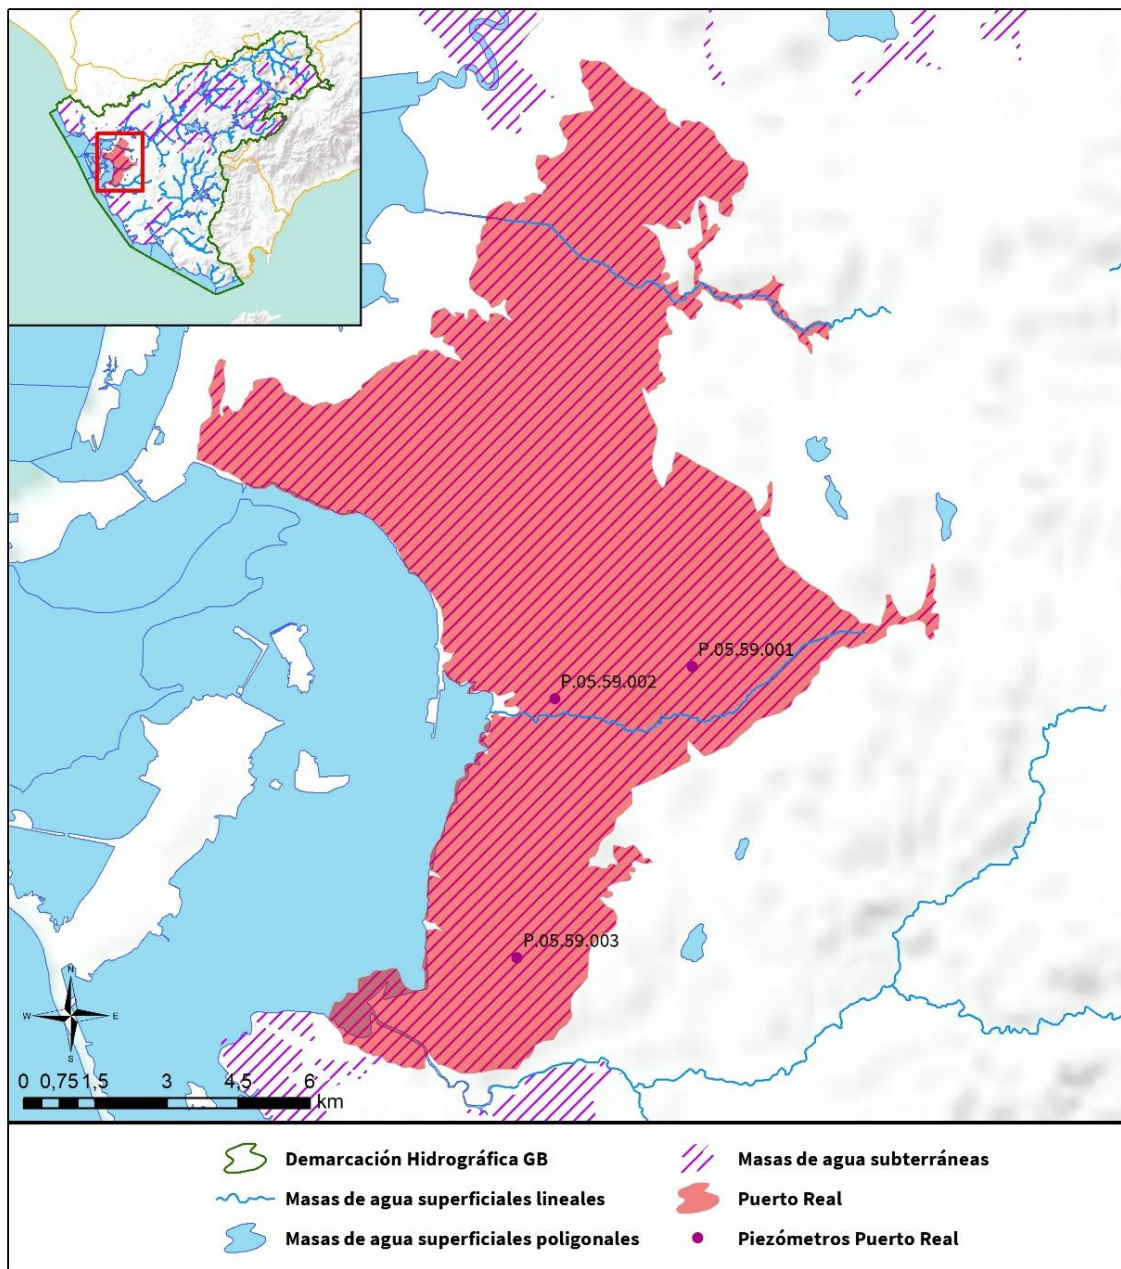 P.05.59.001
P.05.59.002
P.05.59.003
N
W E
S
0 0,75 1,5 3 4,5 6
km
Demarcación Hidrográfica GB
Masas de agua superficiales lineales
Masas de agua superficiales poligonales
Masas de agua subterráneas
Puerto Real
Piezómetros Puerto Real